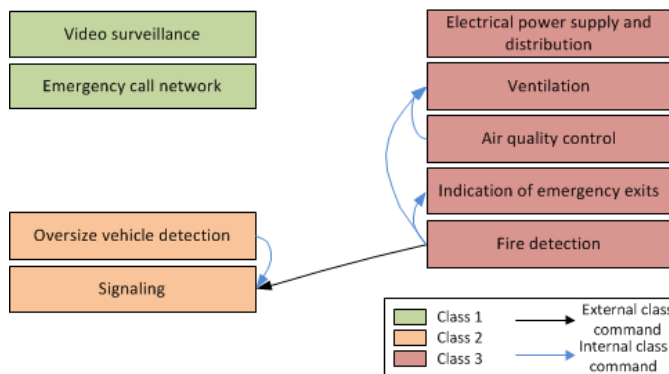 Video surveillance
Emergency call network
Electrical power supply and
distribution
Ventilation
Air quality control
Indication of emergency exits
Fire detection
Oversize vehicle detection
Signaling
Class 1
Class 2
Class 3
External class
command
Internal class
command